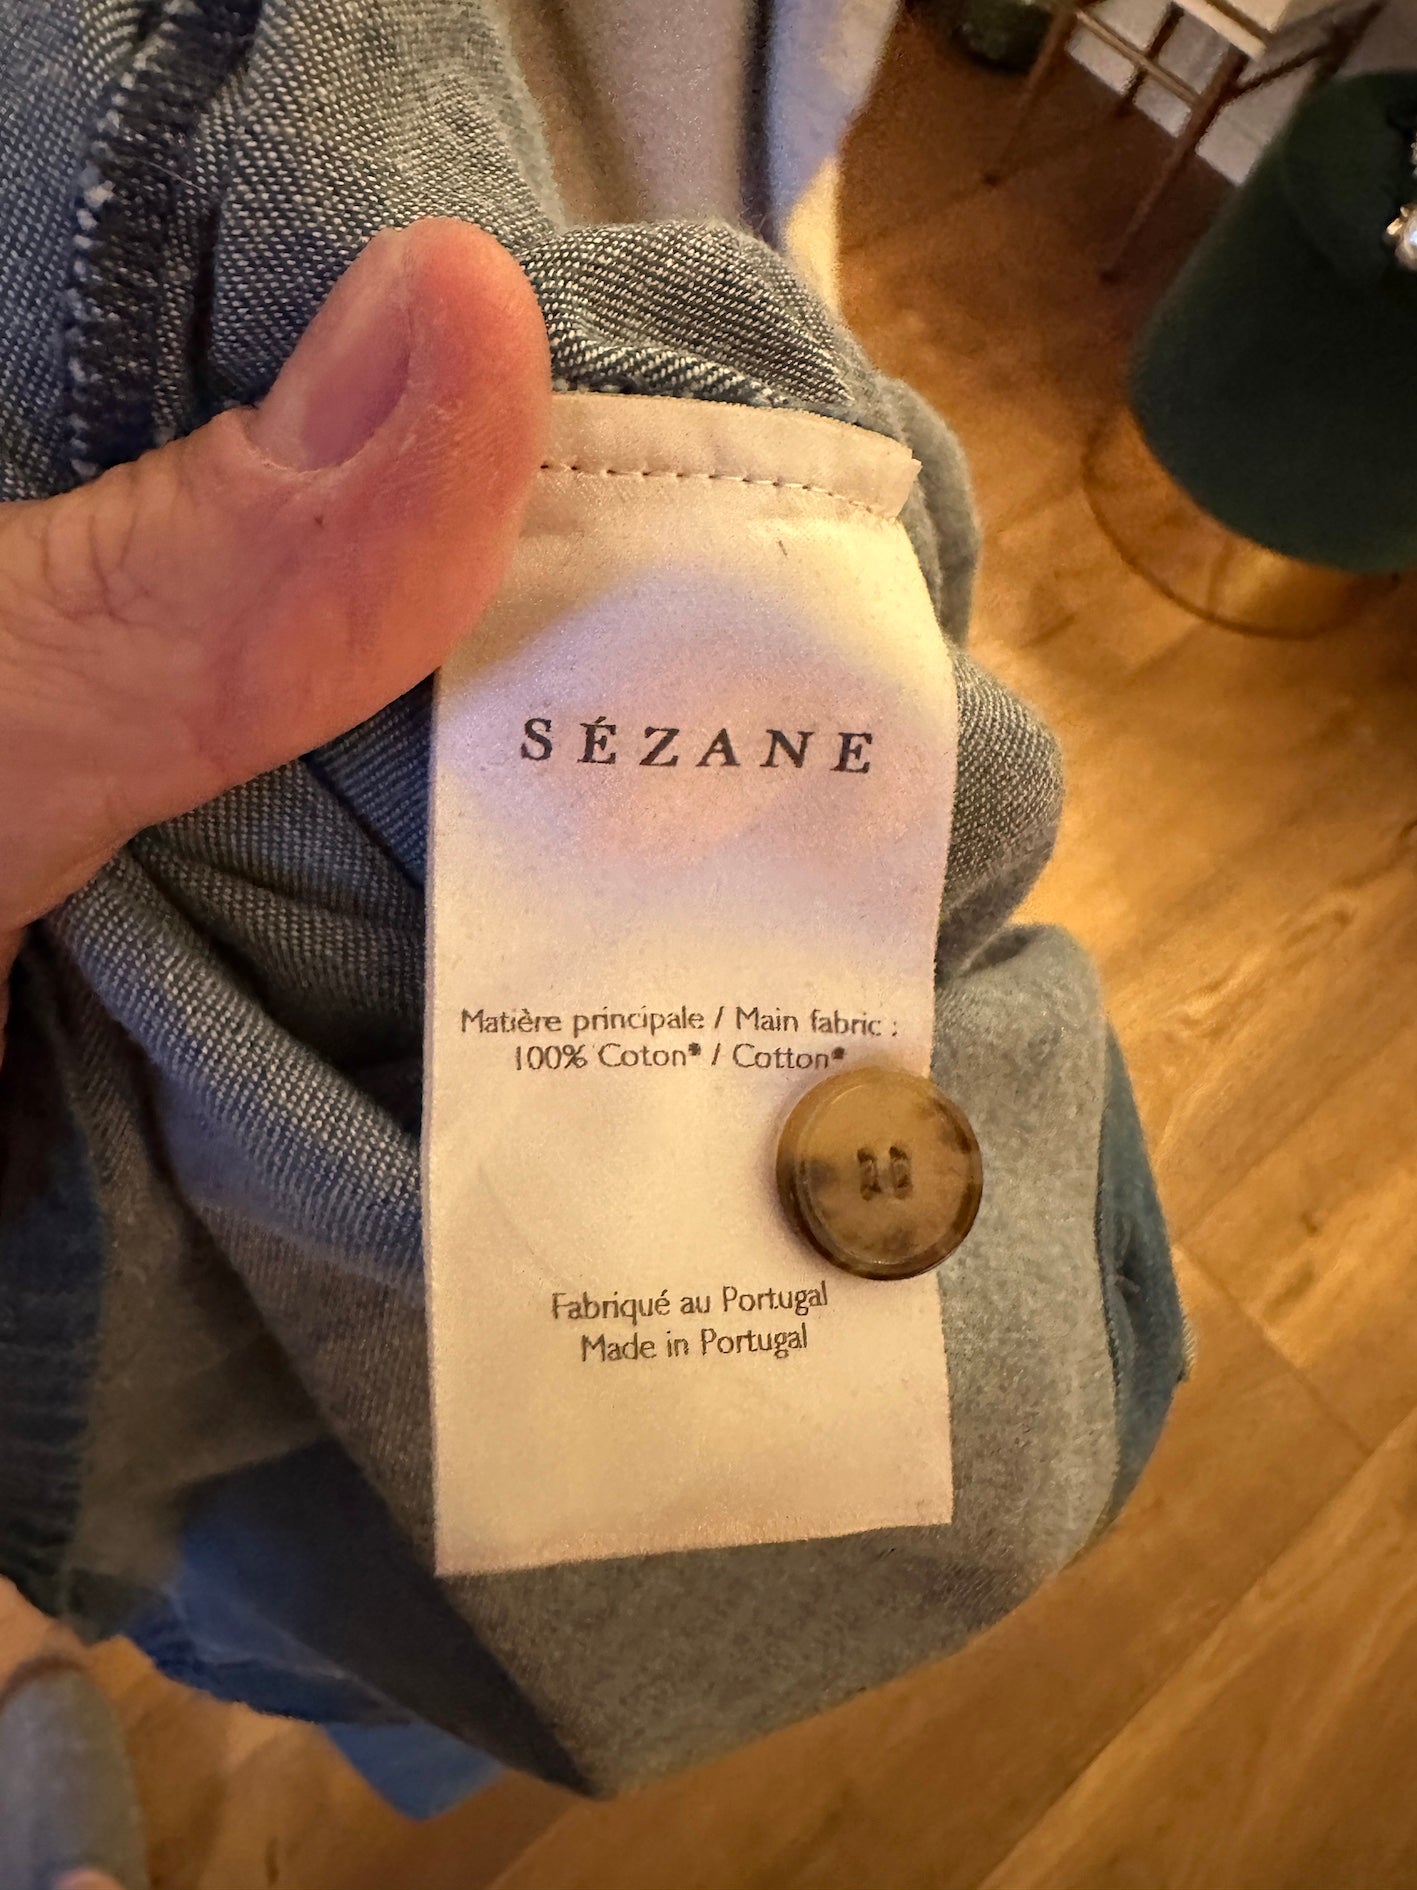 SÉZANE
Matière principale / Main fabric :
100% Coton* / Cotton*
Fabriqué au Portugal
Made in Portugal